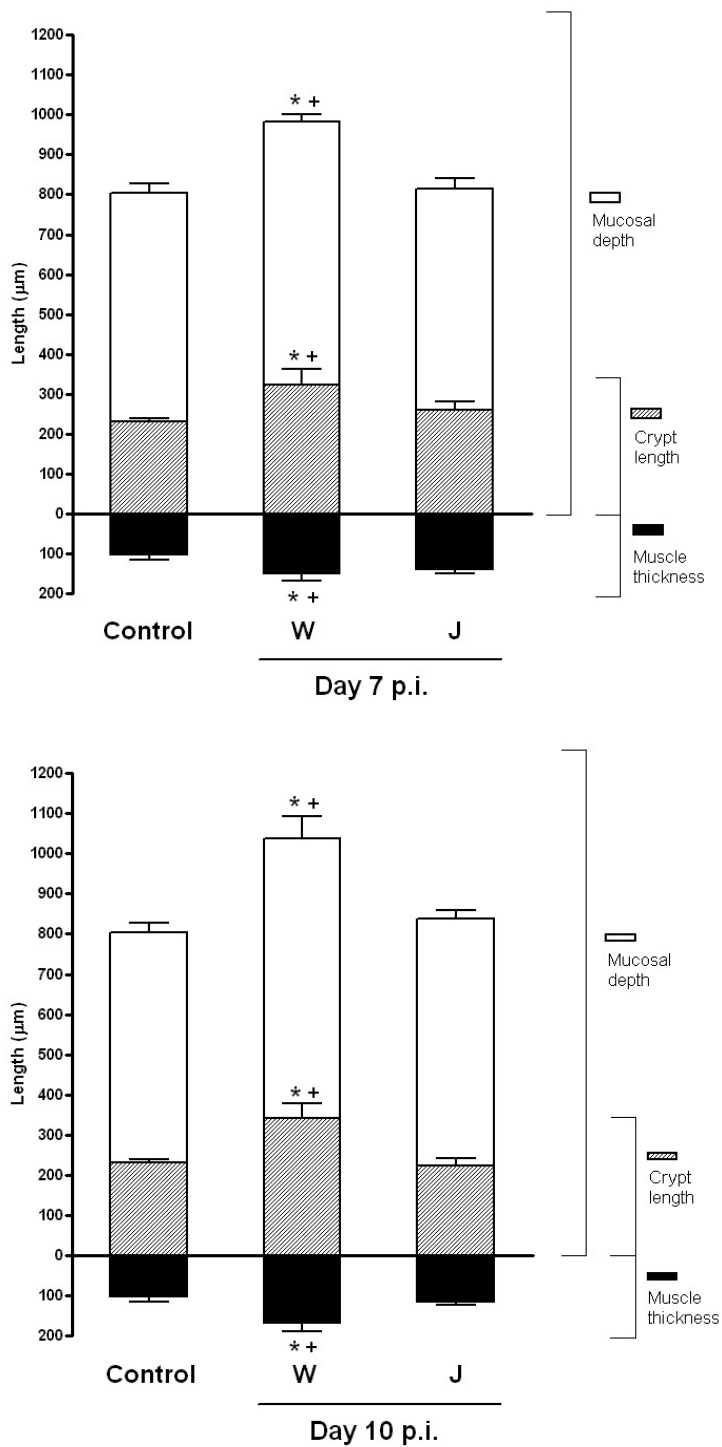 1200
1100
1000
900
800
700
600
500
400
300
200
100
0
100
200
Length (µm)
* +
* +
* +
Control
W
J
Day 7 p.i.
Mucosal
depth
Crypt
length
Muscle
thickness
1200
1100
1000
900
800
700
600
500
400
300
200
100
0
100
200
Length (µm)
* +
* +
* +
Control
W
J
Day 10 p.i.
Mucosal
depth
Crypt
length
Muscle
thickness